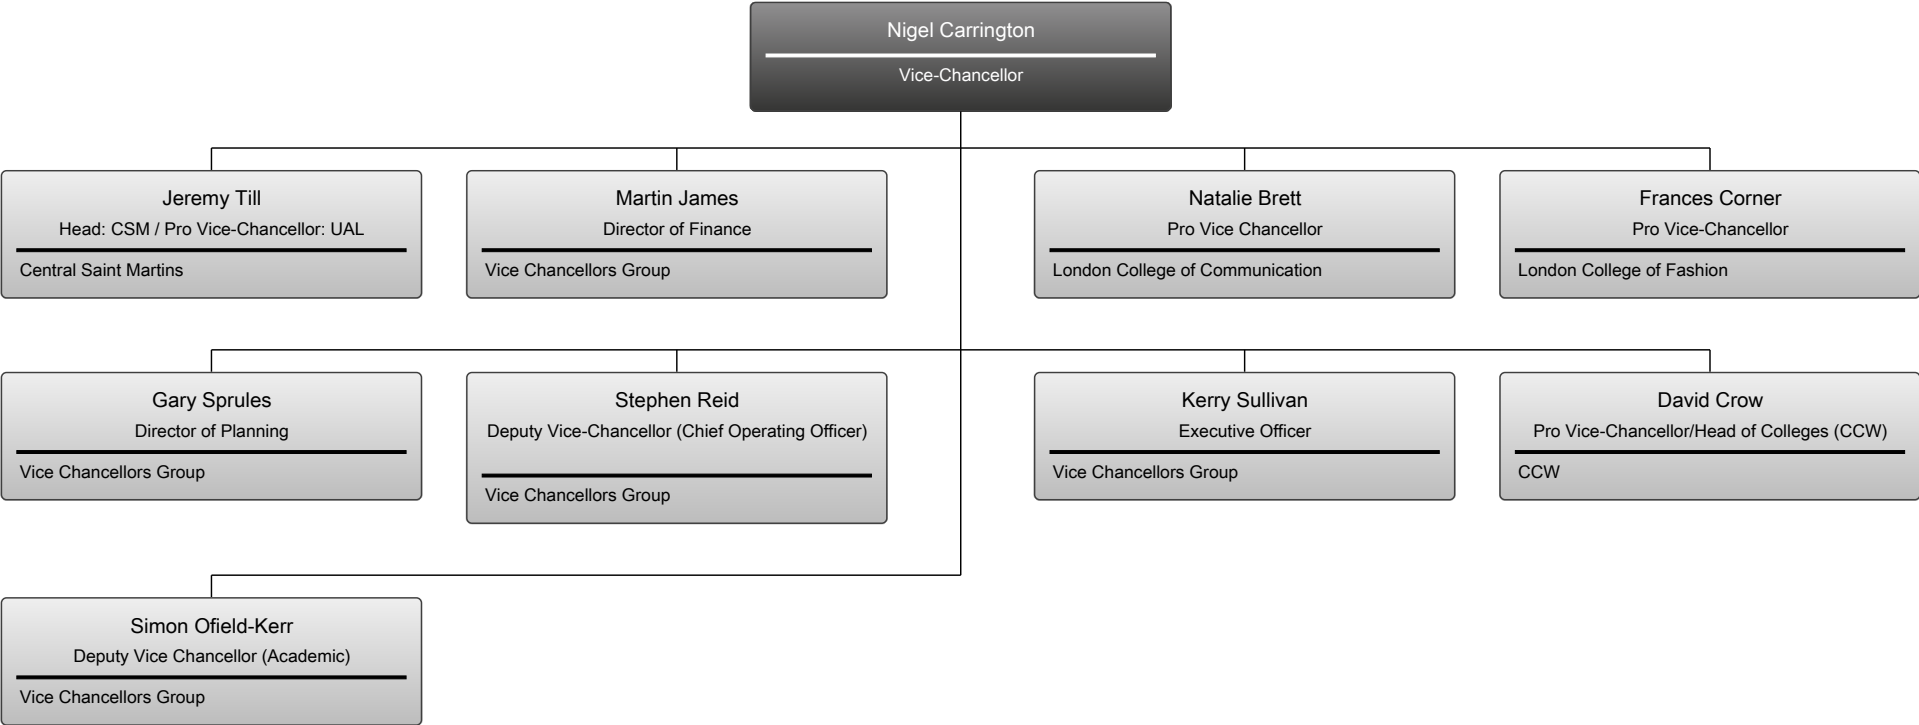 Nigel Carrington
Vice-Chancellor
Jeremy Till
Head: CSM / Pro Vice-Chancellor: UAL
Central Saint Martins
Martin James
Director of Finance
Vice Chancellors Group
Natalie Brett
Pro Vice Chancellor
London College of Communication
Frances Corner
Pro Vice-Chancellor
London College of Fashion
Gary Sprules
Director of Planning
Vice Chancellors Group
Stephen Reid
Deputy Vice-Chancellor (Chief Operating Officer)
Vice Chancellors Group
Kerry Sullivan
Executive Officer
Vice Chancellors Group
David Crow
Pro Vice-Chancellor/Head of Colleges (CCW)
CCW
Simon Ofield-Kerr
Deputy Vice Chancellor (Academic)
Vice Chancellors Group